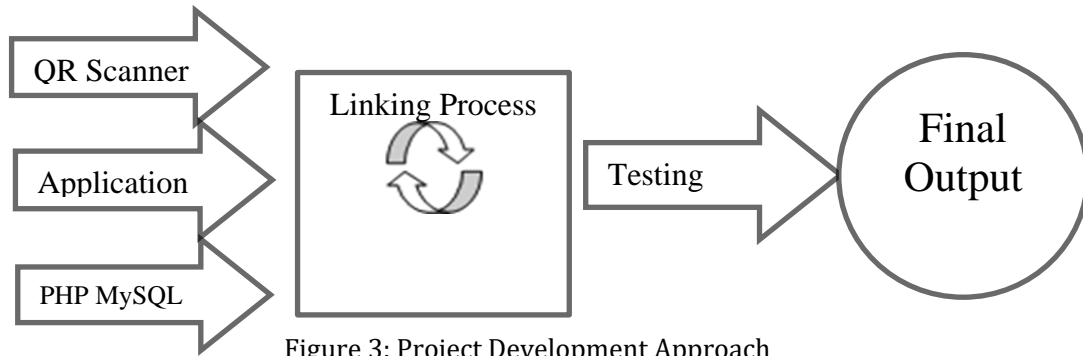 QR Scanner
Application
PHP MySQL
Linking Process
Testing
Final
Output
Figure 3: Project Development Approach